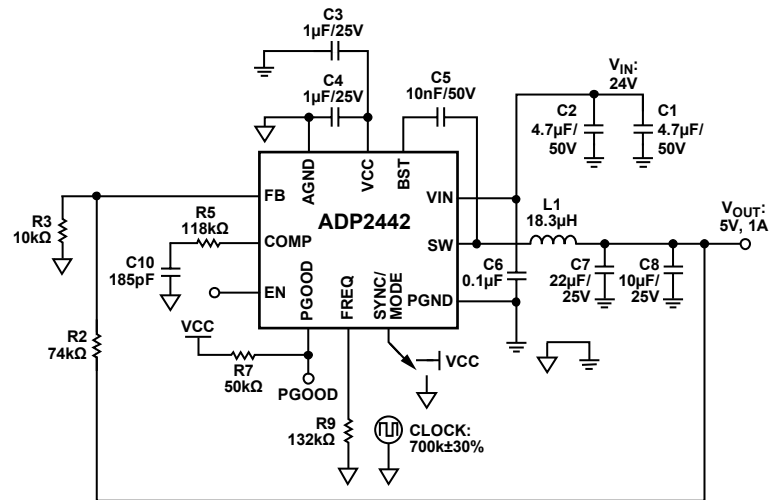 C3
1µF/25V
C4
1µF/25V
C5
10nF/50V
VIN:
24V
C2
4.7µF/
50V
C1
4.7µF/
50V
AGND
VCC
BST
FB
VIN
ADP2442
R3
10kΩ
R5
118kΩ
COMP
SW
L1
18.3µH
VOUT:
5V, 1A
C10
185pF
C6
0.1µF
C7
22µF/
25V
C8
10µF/
25V
EN
PGOOD
FREQ
SYNC/
MODE
PGND
R2
74kΩ
VCC
R7
50kΩ
PGOOD
VCC
R9
132kΩ
CLOCK:
700k±30%